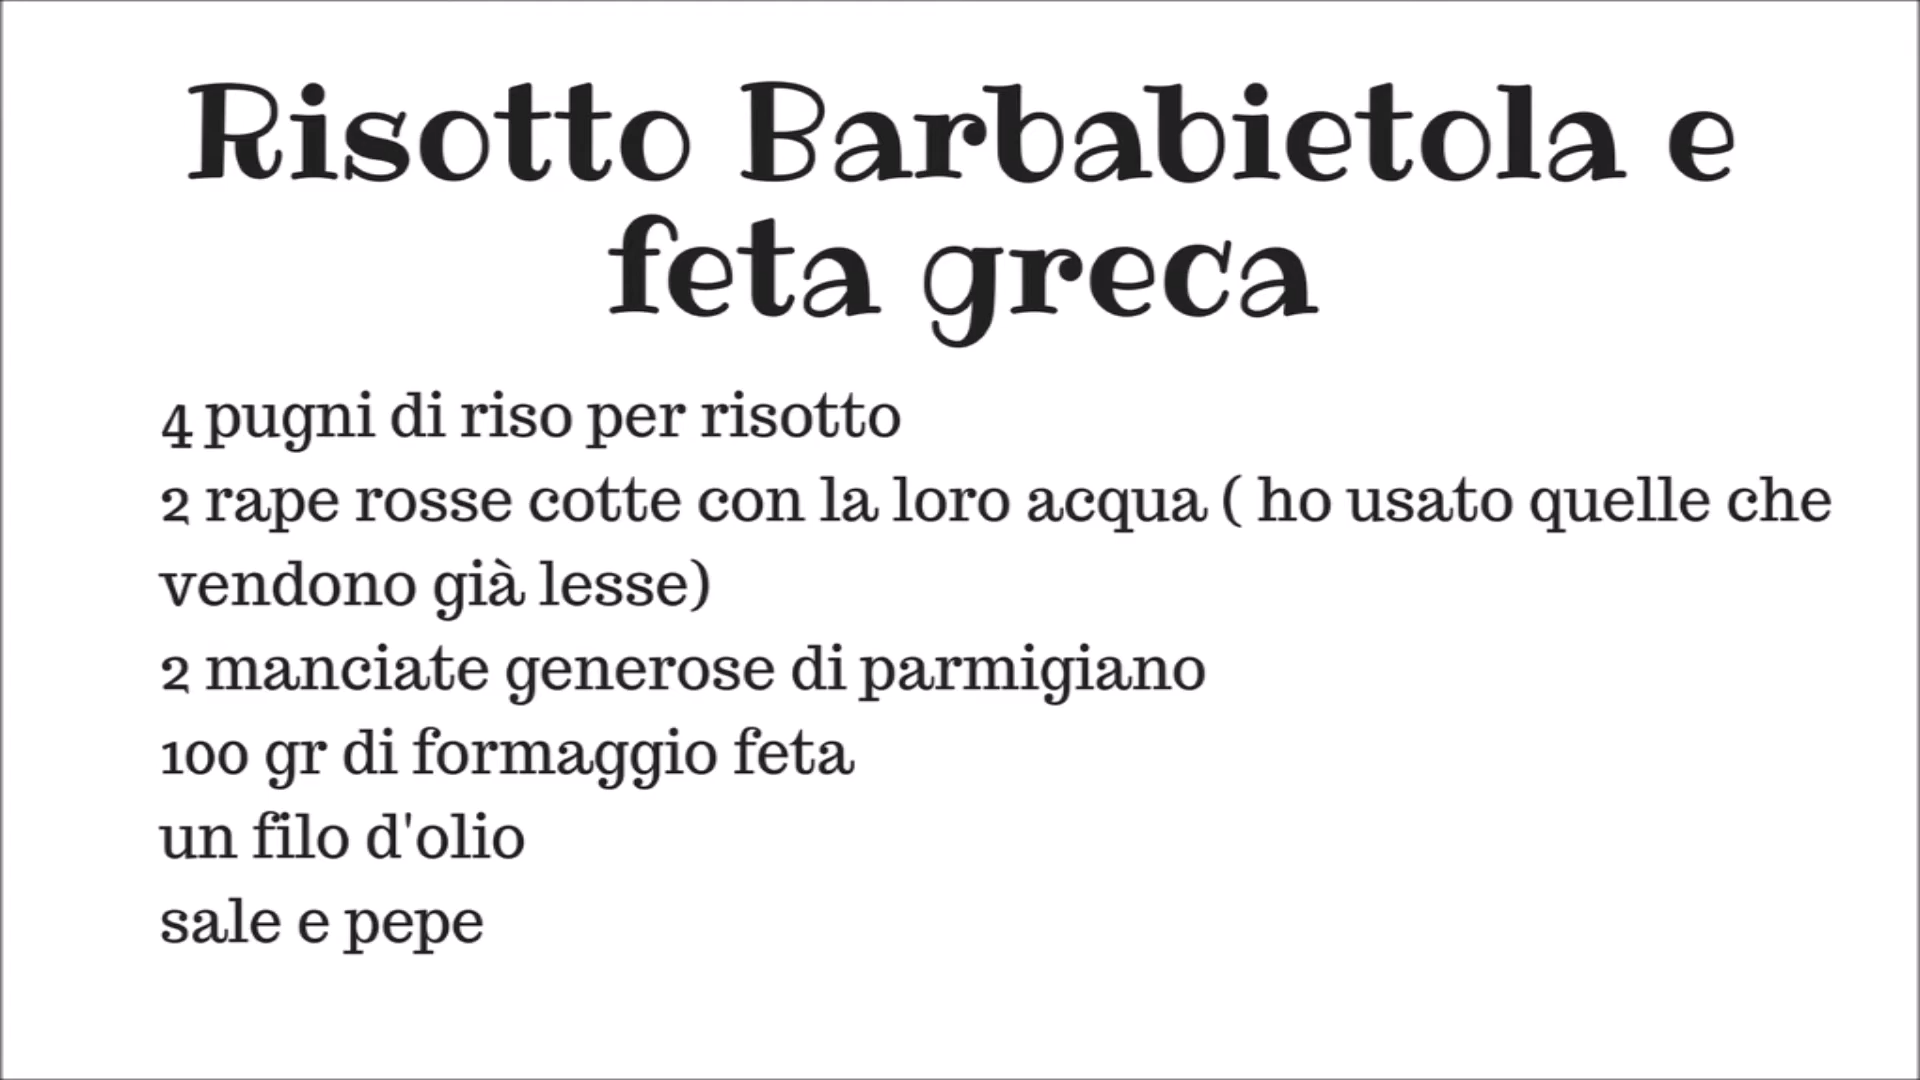 Risotto Barbabietola e
feta greca
4 pugni di riso per risotto
2 rape rosse cotte con la loro acqua ( ho usato quelle che
vendono già lesse)
2 manciate generose di parmigiano
100 gr di formaggio feta
un filo d'olio
sale e pepe